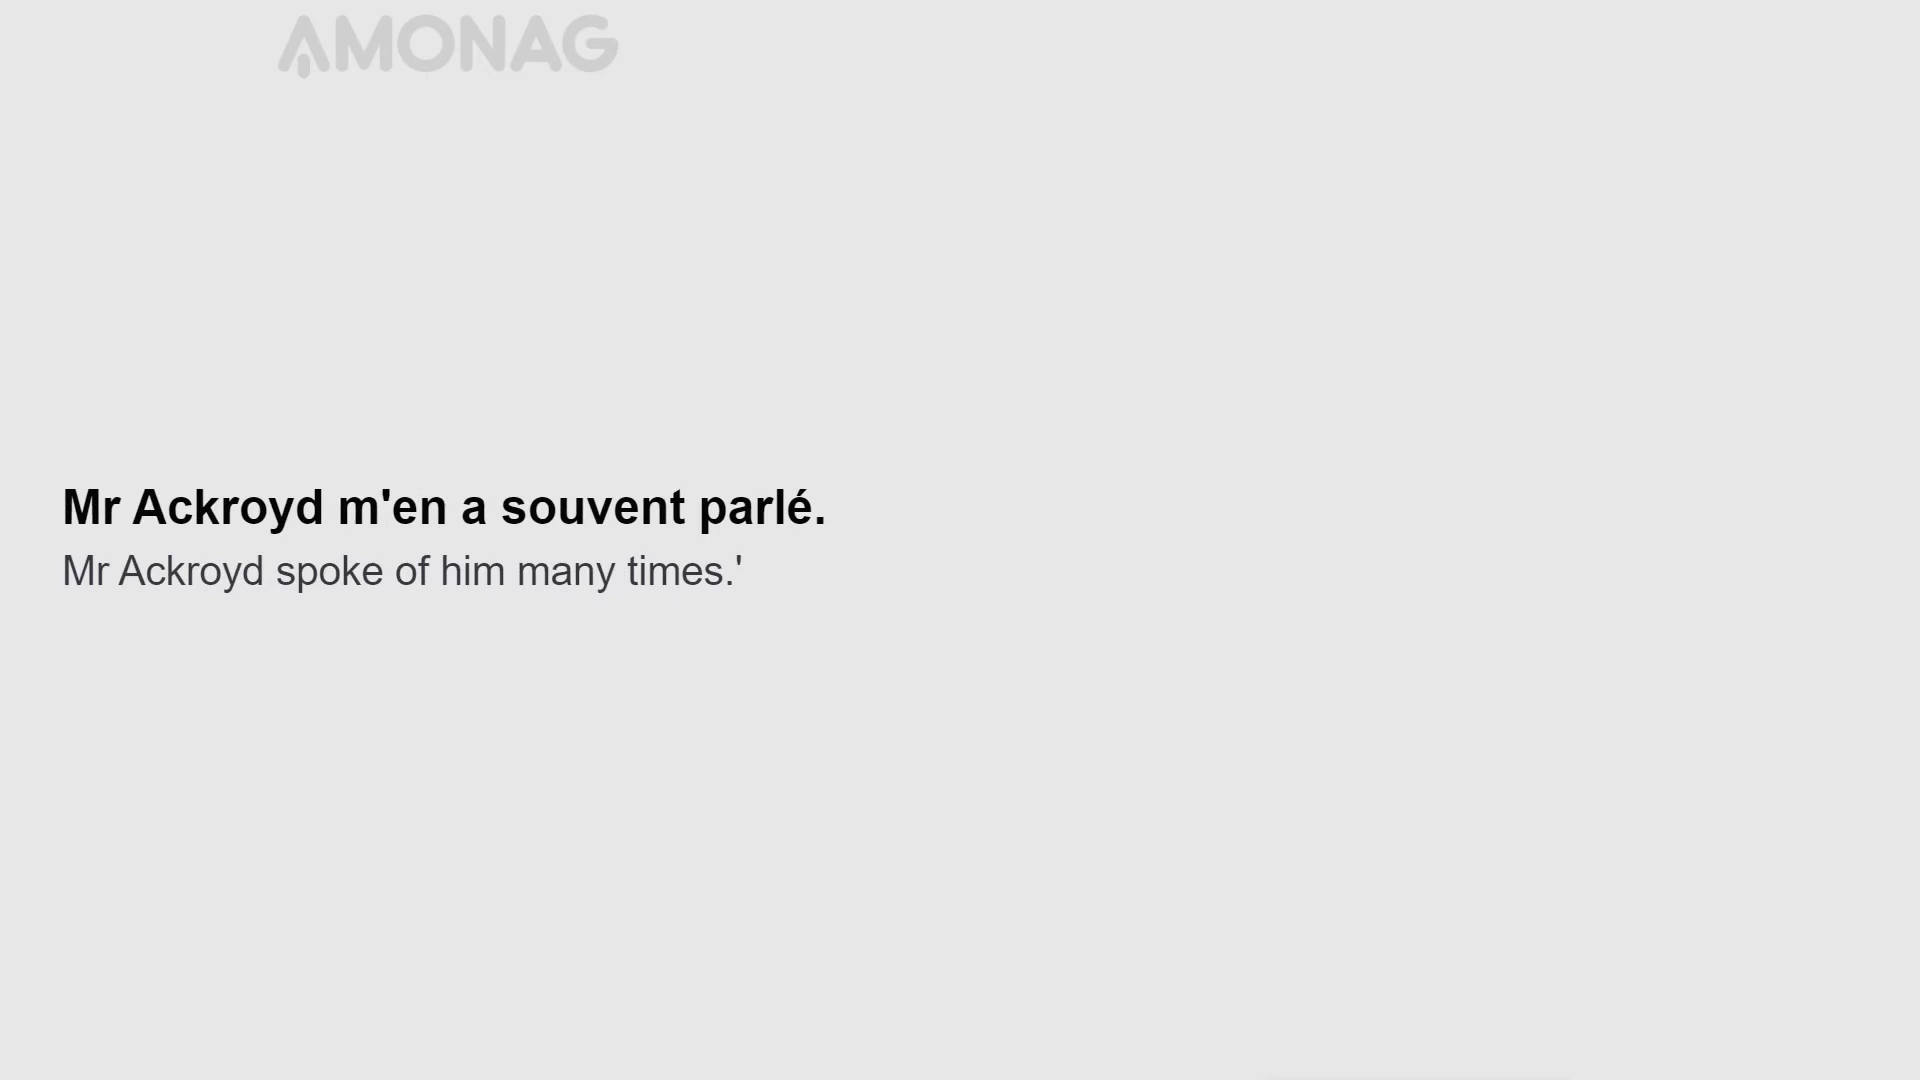 AMONAG
Mr Ackroyd m'en a souvent parlé.
Mr Ackroyd spoke of him many times.'